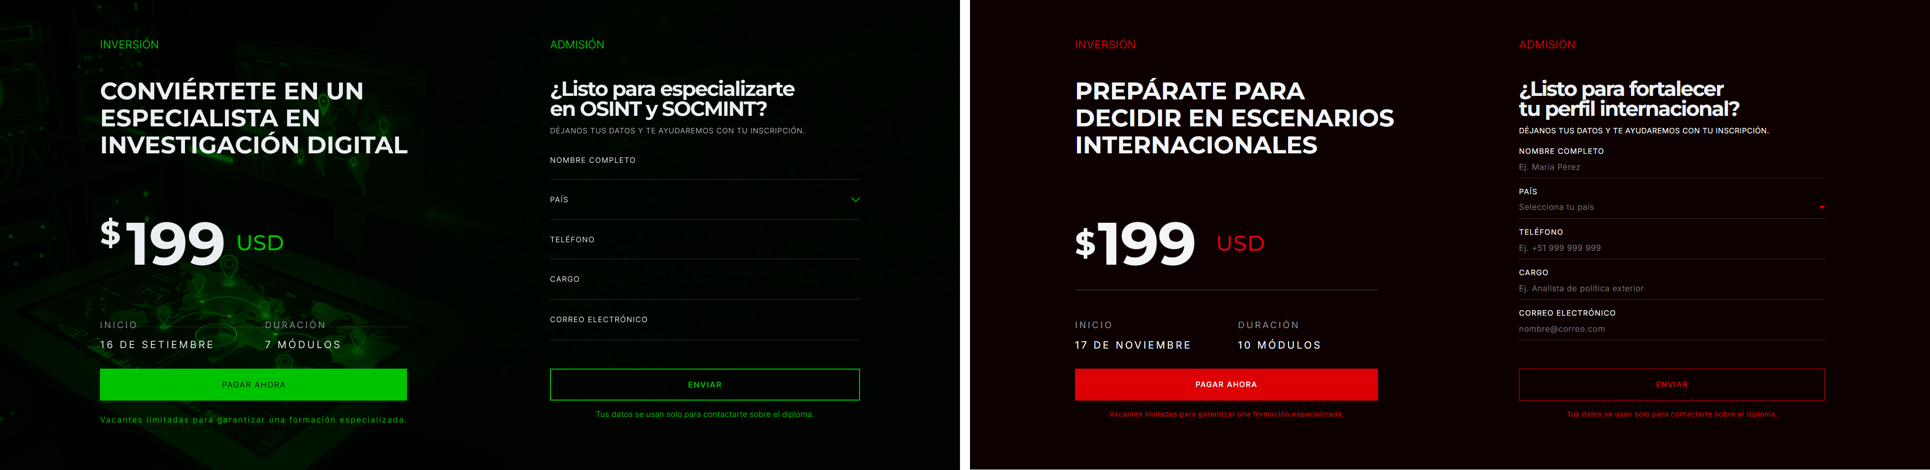 INVERSIÓN
CONVIÉRTETE EN UN
ESPECIALISTA EN
INVESTIGACIÓN DIGITAL
$199 USD
INICIO
16 DE SETIEMBRE
DURACIÓN
7 MÓDULOS
PAGAR AHORA
Vacantes limitadas para garantizar una formación especializada.
ADMISIÓN
¿Listo para especializarte
en OSINT y SOCMINT?
DÉJANOS TUS DATOS Y TE AYUDAREMOS CON TU INSCRIPCIÓN.
NOMBRE COMPLETO
PAÍS
TELÉFONO
CARGO
CORREO ELECTRÓNICO
ENVIAR
Tus datos se usan solo para contactarte sobre el diploma.
INVERSIÓN
PREPÁRATE PARA
DECIDIR EN ESCENARIOS
INTERNACIONALES
$199 USD
INICIO
17 DE NOVIEMBRE
DURACIÓN
10 MÓDULOS
PAGAR AHORA
Vacantes limitadas para garantizar una formación especializada.
ADMISIÓN
¿Listo para fortalecer
tu perfil internacional?
DÉJANOS TUS DATOS Y TE AYUDAREMOS CON TU INSCRIPCIÓN.
NOMBRE COMPLETO
Ej. María Pérez
PAÍS
Selecciona tu país
TELÉFONO
Ej. +51 999 999 999
CARGO
Ej. Analista de política exterior
CORREO ELECTRÓNICO
nombre@correo.com
ENVIAR
Tus datos se usan solo para contactarte sobre el diploma.